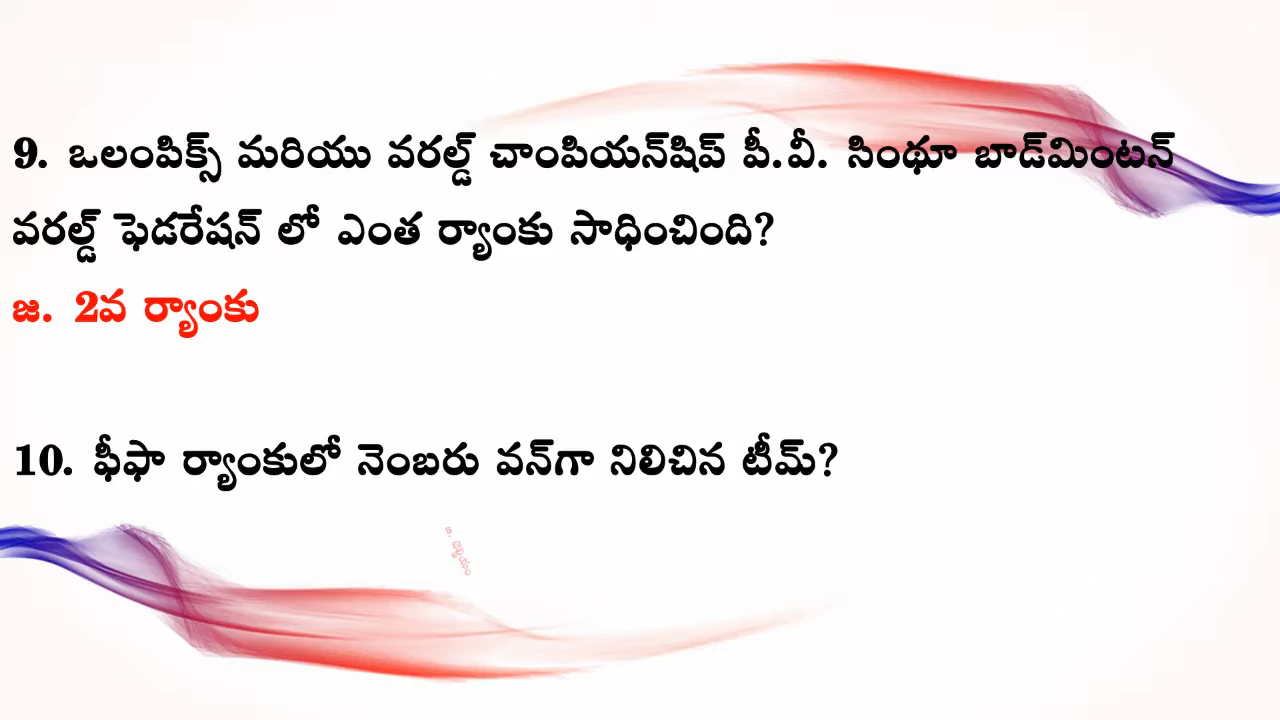 9. ఒలంపిక్స్ మరియు వరల్డ్ చాంపియన్‌షిప్ పీ.వీ. సింథూ బాడ్‌మింటన్
వరల్డ్ ఫెడరేషన్ లో ఎంత ర్యాంకు సాధించింది?
జ. 2వ ర్యాంకు
10. ఫీఫా ర్యాంకులో నెంబరు వన్‌గా నిలిచిన టీమ్?
జ. బెల్జియం